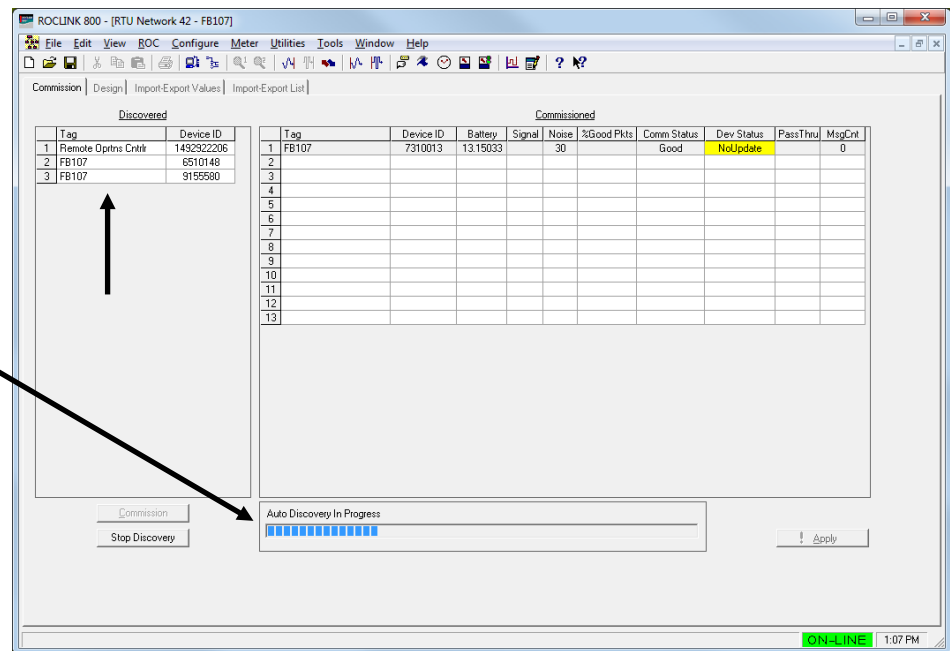 ROCLINK 800 - [RTU Network 42 - FB107]
File Edit View ROC Configure Meter Utilities Tools Window Help
Commission Design Import-Export Values Import-Export List
Discovered Commissioned
Tag Device ID Tag Device ID Battery Signal Noise %Good Pkts Comm Status Dev Status PassThru MsgCnt
1 Remote Oprtns Cntrlr 1492922206 1 FB107 7310013 13.15033 30 Good NoUpdate 0
2 FB107 6510148 2
3 FB107 9155580 3
4
5
6
7
8
9
10
11
12
13
Commission Auto Discovery In Progress
Stop Discovery ! Apply
ON-LINE 1:07 PM